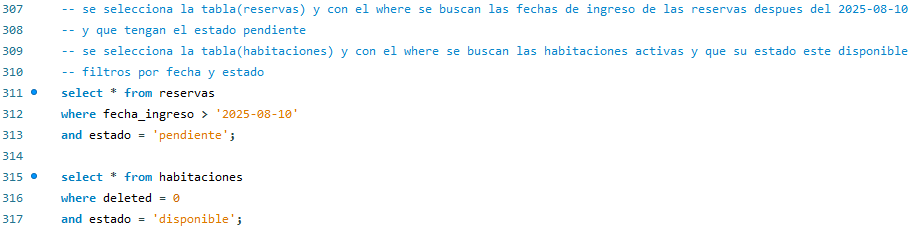 307 -- se selecciona la tabla(reservas) y con el where se buscan las fechas de ingreso de las reservas despues del 2025-08-10
308 -- y que tengan el estado pendiente
309 -- se selecciona la tabla(habitaciones) y con el where se buscan las habitaciones activas y que su estado este disponible
310 -- filtros por fecha y estado
311 select * from reservas
312 where fecha_ingreso > '2025-08-10'
313 and estado = 'pendiente';
314
315 select * from habitaciones
316 where deleted = 0
317 and estado = 'disponible';